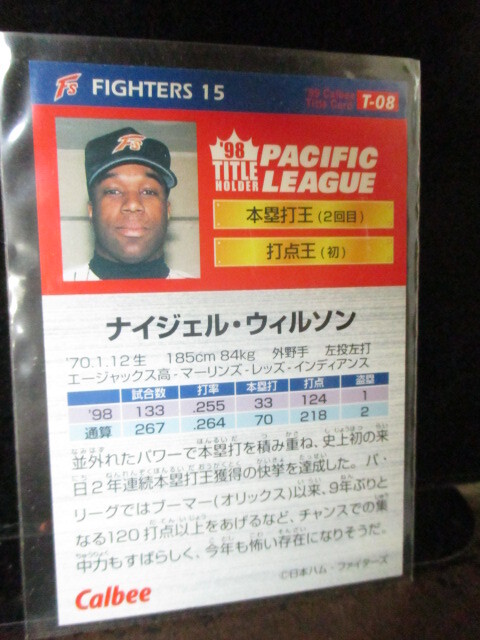 Fs FIGHTERS 15
'99 Calbee
Title Card T-08
Fs
'98
TITLE
HOLDER
PACIFIC
LEAGUE
本塁打王(2回目)
打点王(初)
ナイジェル・ウィルソン
'70.1.12生 185cm 84kg 外野手 左投左打
エージャックス高-マーリンズ-レッズ-インディアンス
試合数 打率 本塁打 打点 盗塁
'98 133 .255 33 124 1
通算 267 .264 70 218 2
並外れたパワーで本塁打を積み重ね、史上初の来
日2年連続本塁打王獲得の快挙を達成した。パ・
リーグではブーマー(オリックス)以来、9年ぶりと
なる120打点以上をあげるなど、チャンスでの集
中力もすばらしく、今年も怖い存在になりそうだ。
Calbee
©日本ハム・ファイターズ